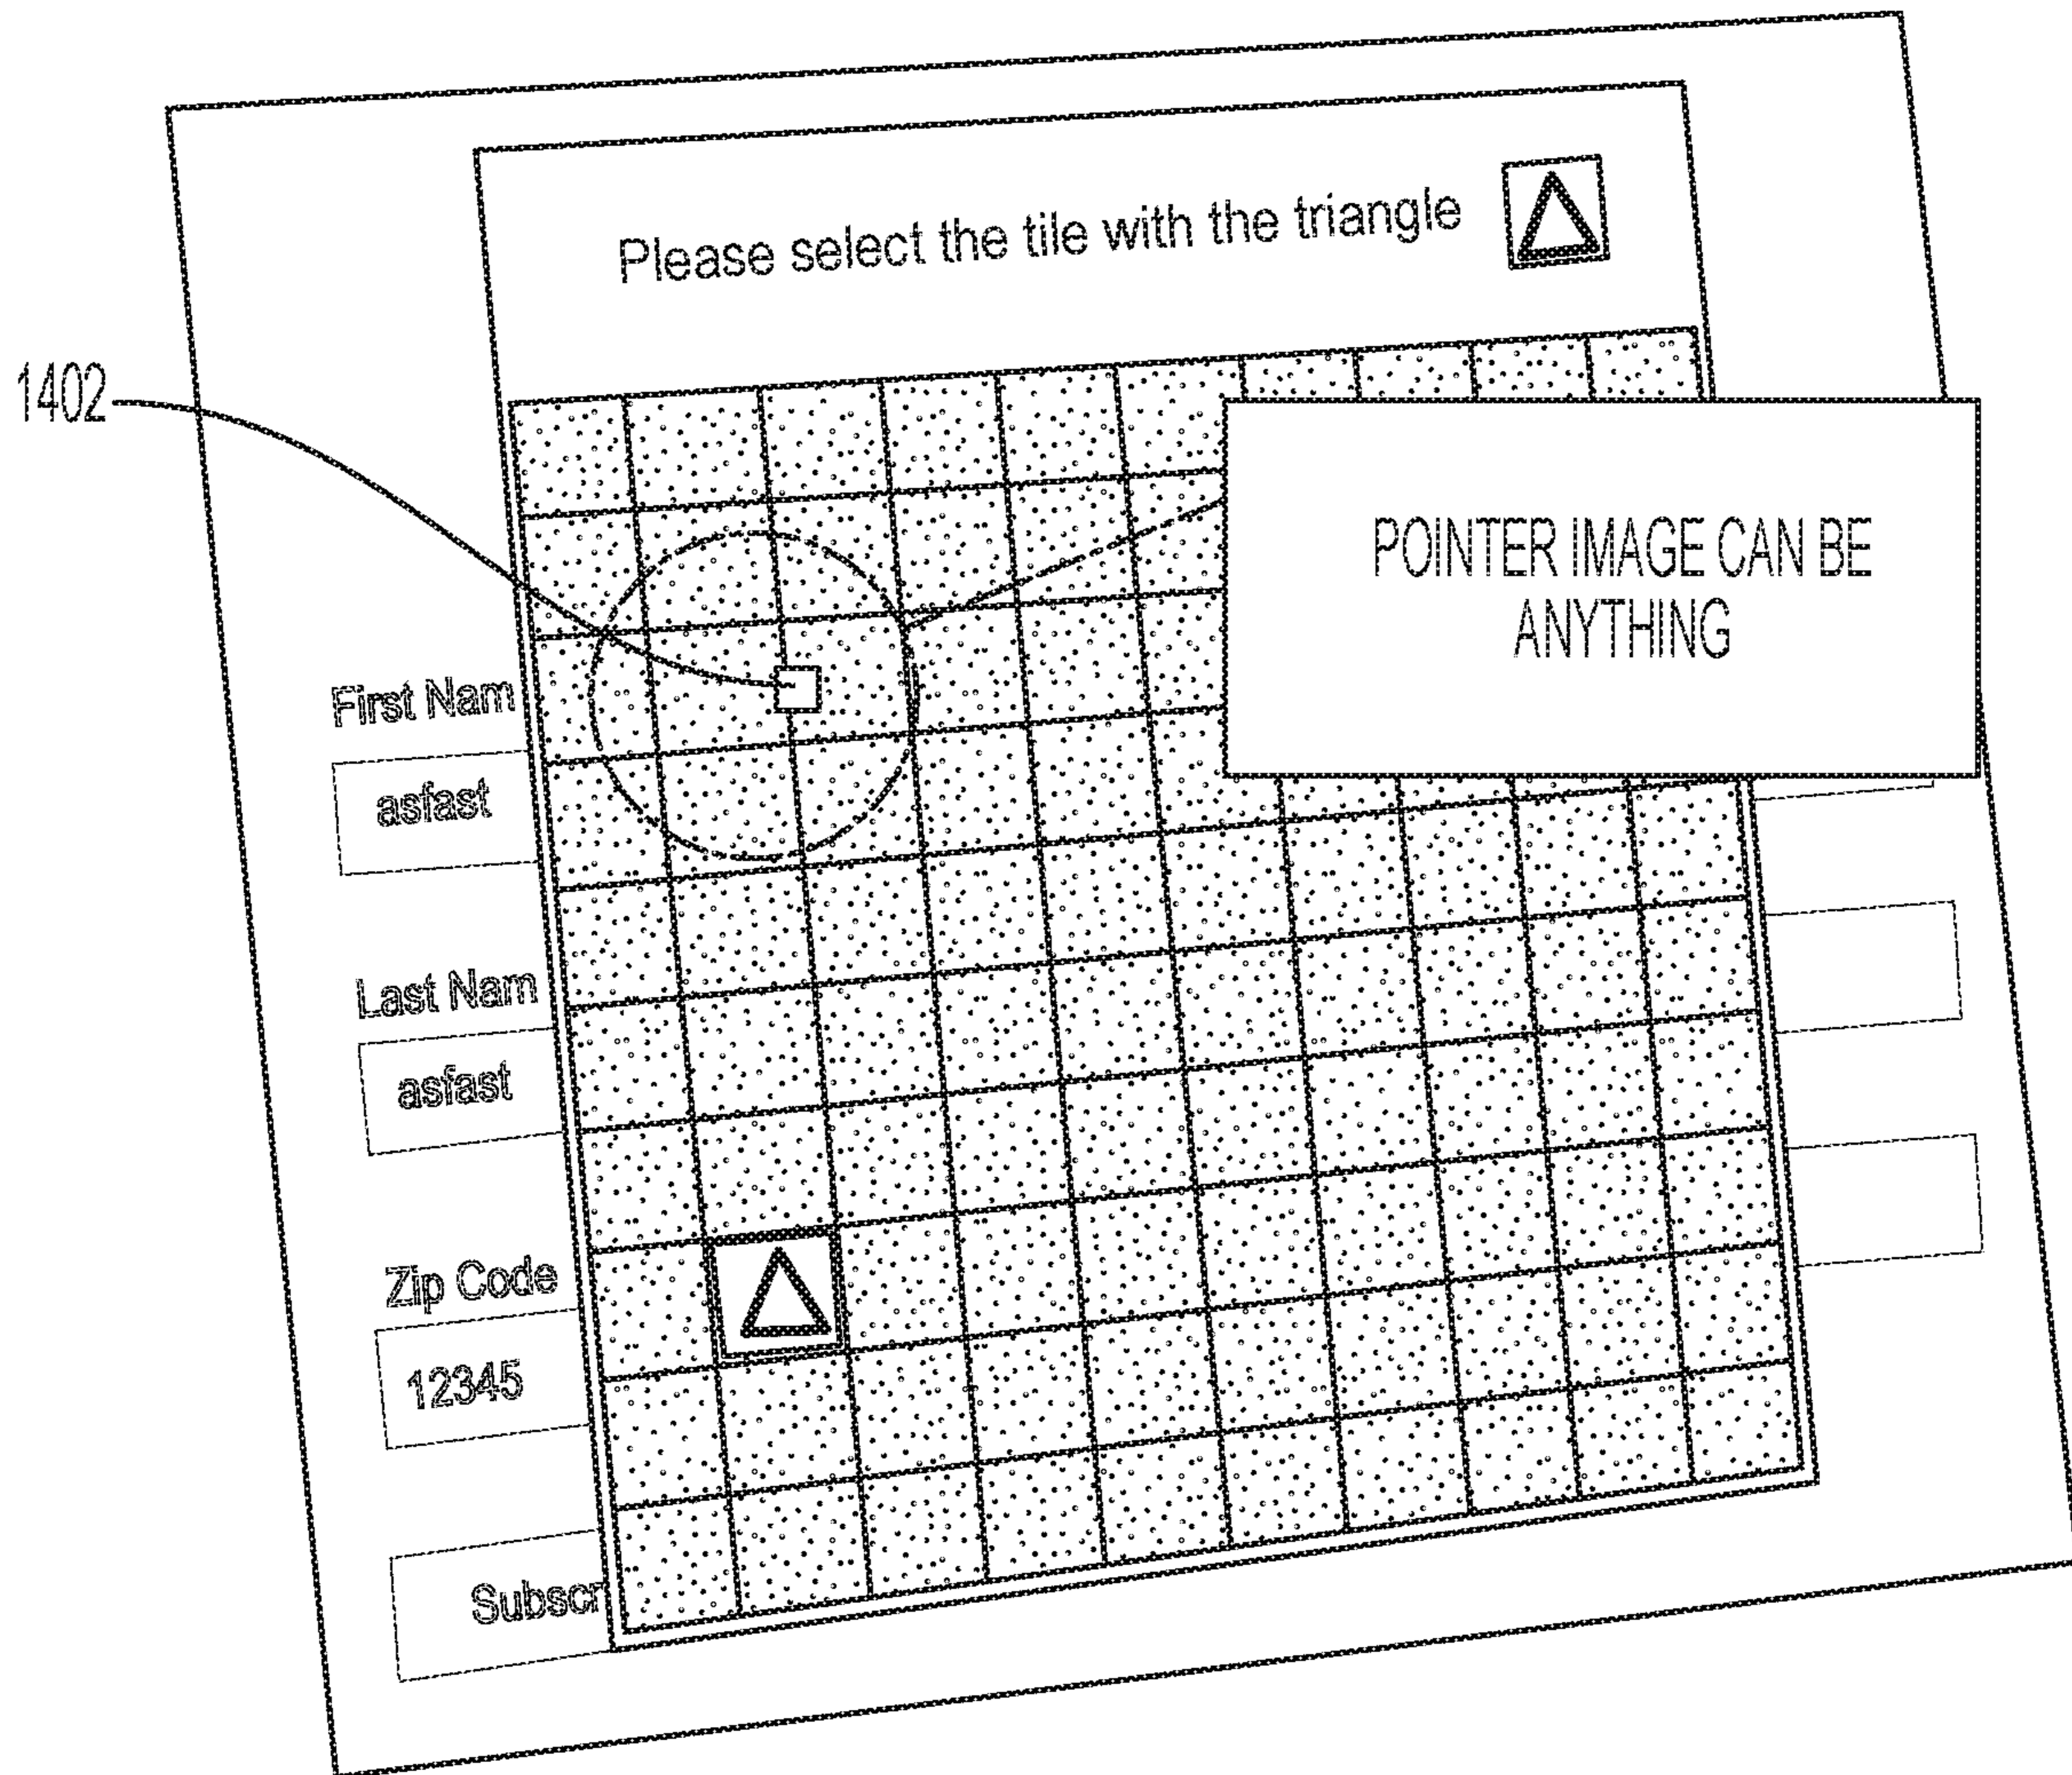 Please select the tile with the triangle
1402
POINTER IMAGE CAN BE
ANYTHING
First Nam
asfast
Last Nam
asfast
Zip Code
12345
Subscr